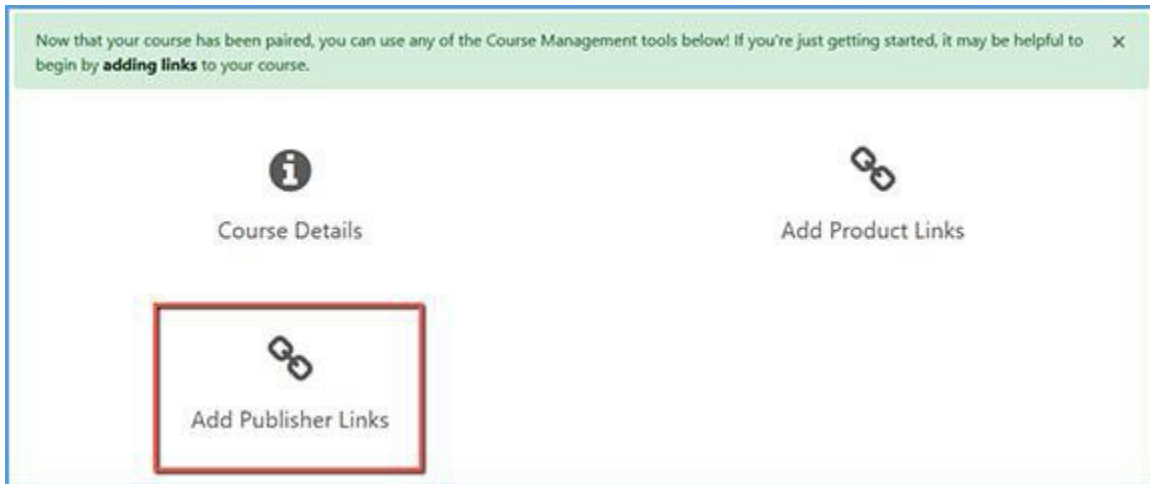 Now that your course has been paired, you can use any of the Course Management tools below! If you're just getting started, it may be helpful to
begin by adding links to your course.
Course Details
Add Product Links
Add Publisher Links